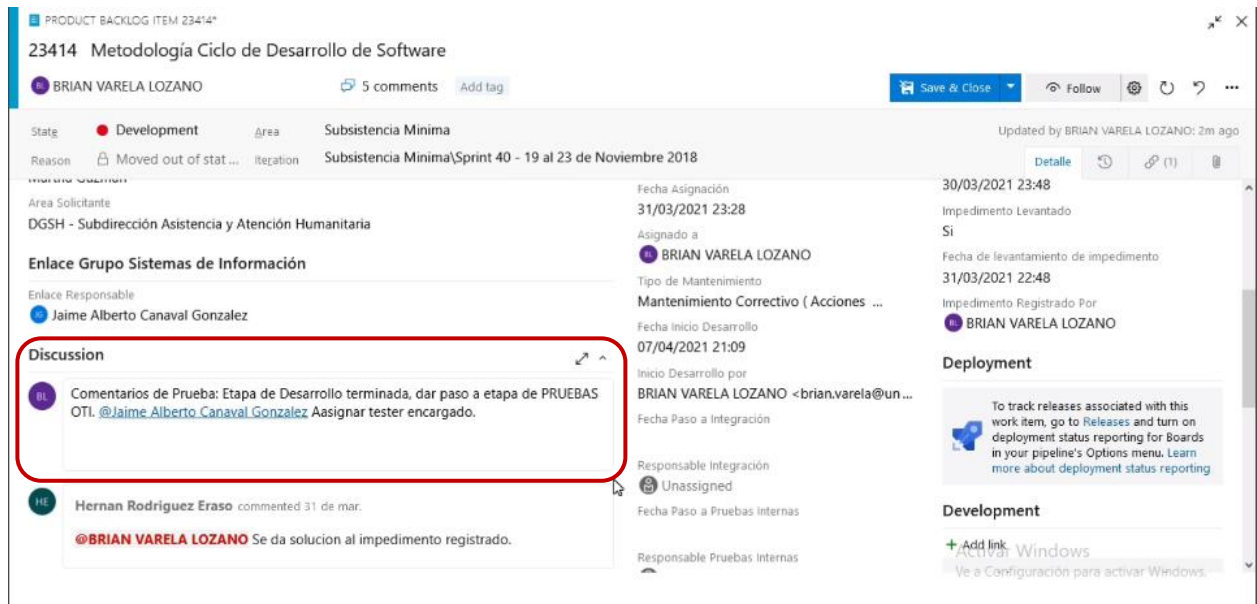 PRODUCT BACKLOG ITEM 23414*
23414 Metodología Ciclo de Desarrollo de Software
BL BRIAN VARELA LOZANO
5 comments
Add tag
Save & Close
Follow
State
Development
Area
Subsistencia Minima
Updated by BRIAN VARELA LOZANO: 2m ago
Reason
Moved out of stat ...
Iteration
Subsistencia Minima\Sprint 40 - 19 al 23 de Noviembre 2018
Detalle
(1)
Martha Guzman
Area Solicitante
DGSH - Subdirección Asistencia y Atención Humanitaria
Enlace Grupo Sistemas de Información
Enlace Responsable
JG Jaime Alberto Canaval Gonzalez
Discussion
BL
Comentarios de Prueba: Etapa de Desarrollo terminada, dar paso a etapa de PRUEBAS
OTI. @Jaime Alberto Canaval Gonzalez Aasignar tester encargado.
HE
Hernan Rodriguez Eraso commented 31 de mar.
@BRIAN VARELA LOZANO Se da solucion al impedimento registrado.
Fecha Asignación
31/03/2021 23:28
Asignado a
BL BRIAN VARELA LOZANO
Tipo de Mantenimiento
Mantenimiento Correctivo ( Acciones ...
Fecha Inicio Desarrollo
07/04/2021 21:09
Inicio Desarrollo por
BRIAN VARELA LOZANO <brian.varela@un...
Fecha Paso a Integración
Responsable Integración
Unassigned
Fecha Paso a Pruebas Internas
Responsable Pruebas Internas
30/03/2021 23:48
Impedimento Levantado
Si
Fecha de levantamiento de impedimento
31/03/2021 22:48
Impedimento Registrado Por
BL BRIAN VARELA LOZANO
Deployment
To track releases associated with this
work item, go to Releases and turn on
deployment status reporting for Boards
in your pipeline's Options menu. Learn
more about deployment status reporting
Development
+ Add link
Activar Windows
Ve a Configuración para activar Windows.